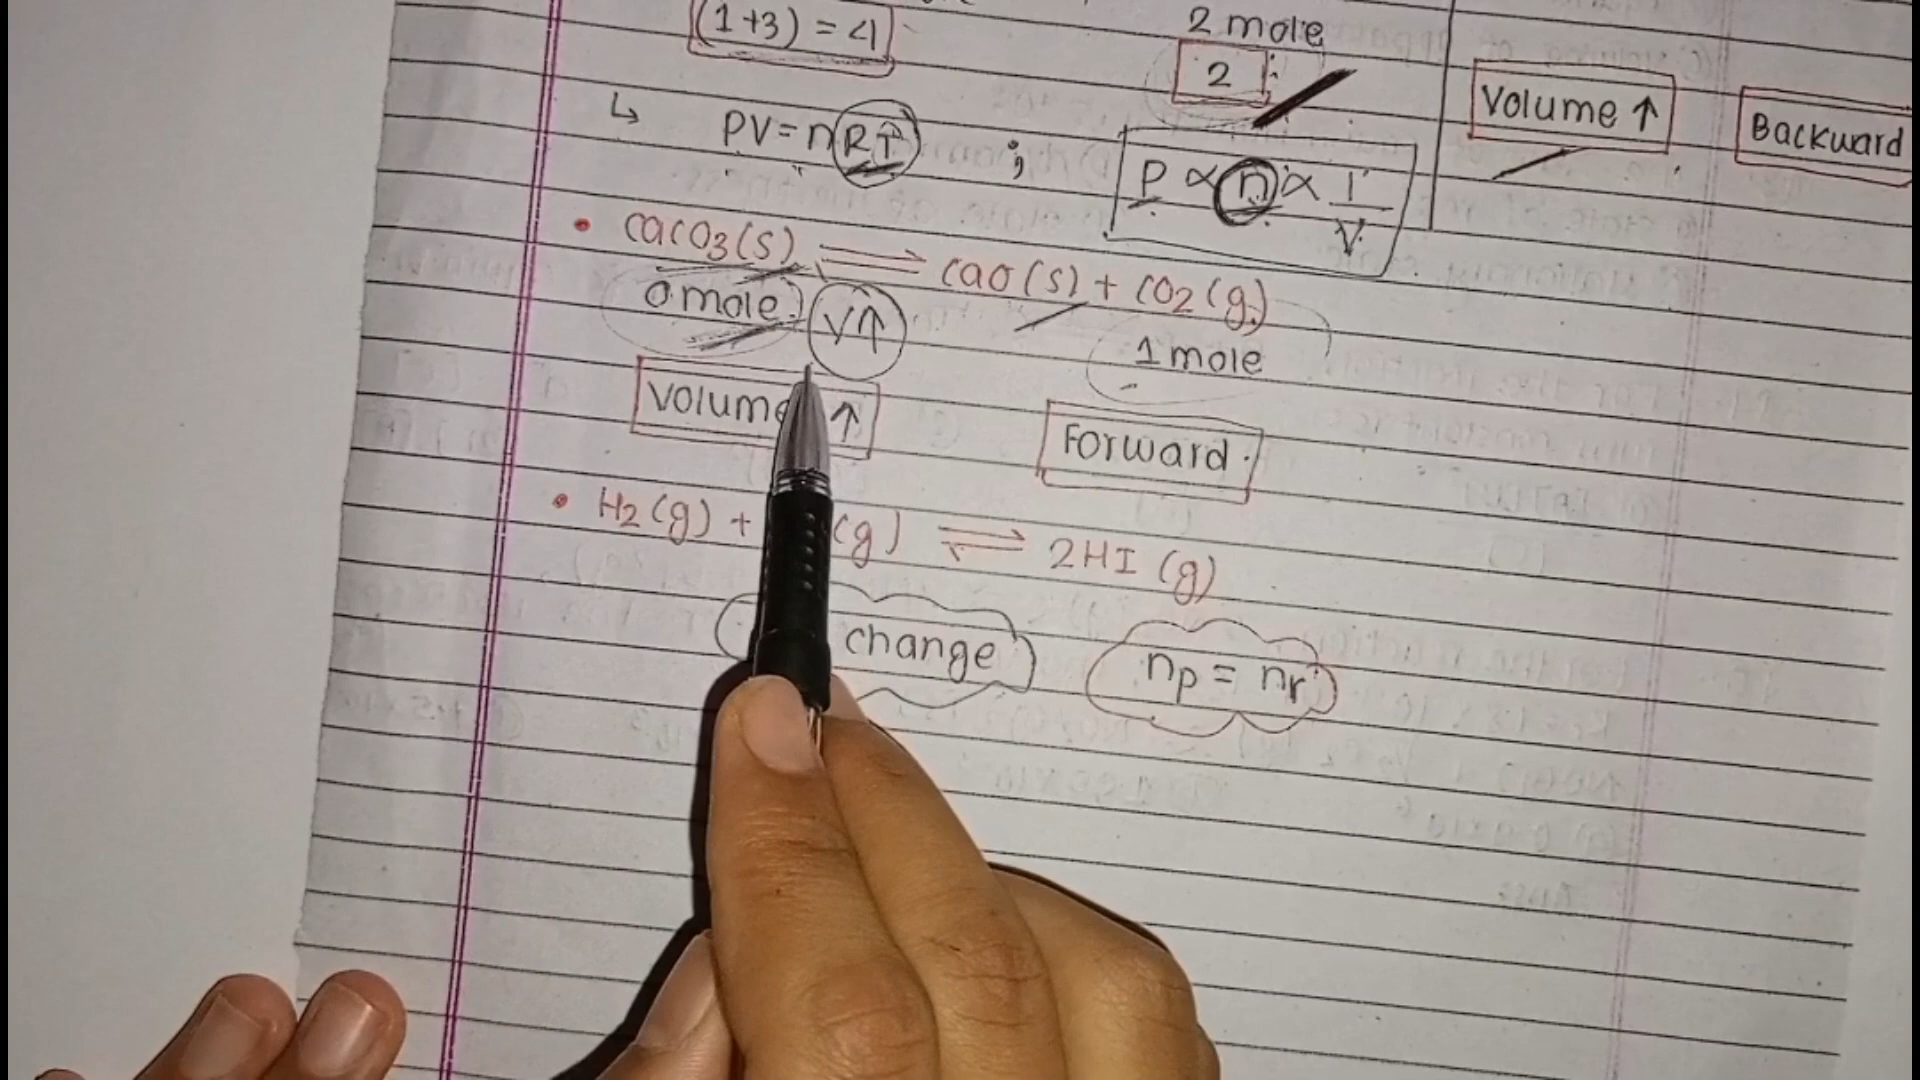 (1+3) = 4
2 mole
2
Volume ↑
Backward
↳ PV = nRT ;
P ∝ n ∝ 1/V
• CaCO3(s) ⇌ CaO(s) + CO2(g)
0 mole
V↑
1 mole
Volume ↑
Forward.
• H2(g) + (g) ⇌ 2HI (g)
change
np = nr